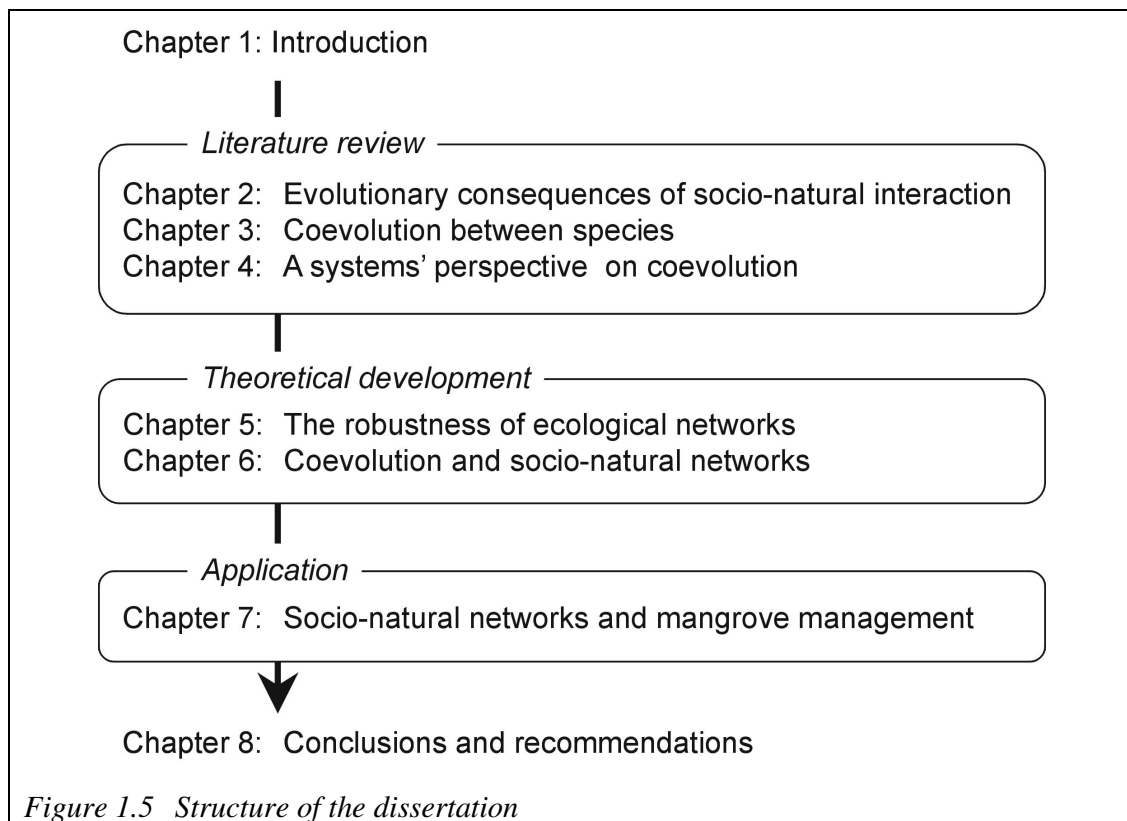 Chapter 1: Introduction
Literature review
Chapter 2: Evolutionary consequences of socio-natural interaction
Chapter 3: Coevolution between species
Chapter 4: A systems’ perspective on coevolution
Theoretical development
Chapter 5: The robustness of ecological networks
Chapter 6: Coevolution and socio-natural networks
Application
Chapter 7: Socio-natural networks and mangrove management
Chapter 8: Conclusions and recommendations
Figure 1.5 Structure of the dissertation